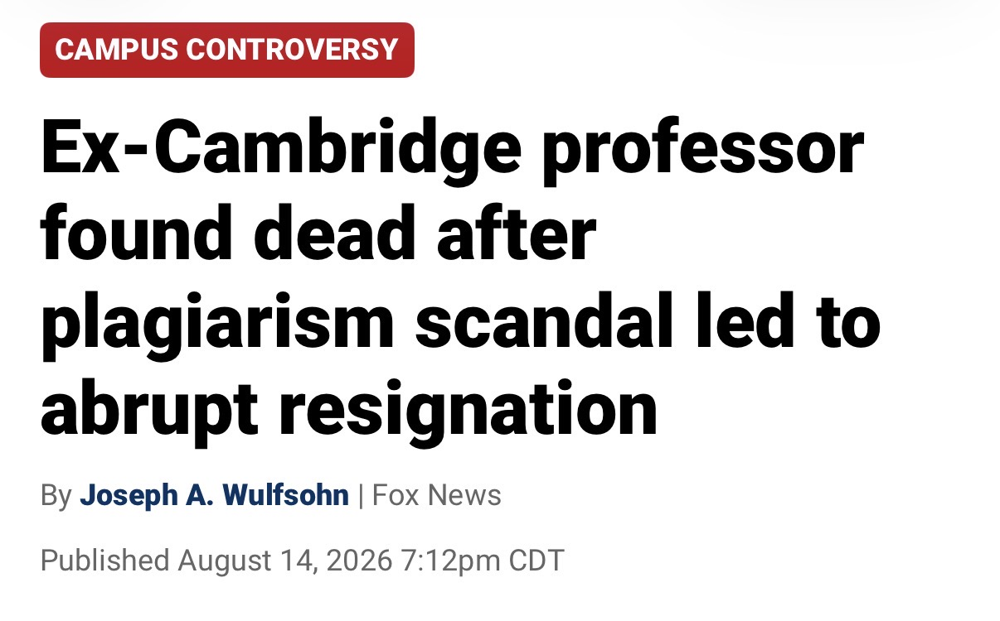 CAMPUS CONTROVERSY
Ex-Cambridge professor
found dead after
plagiarism scandal led to
abrupt resignation
By Joseph A. Wulfsohn | Fox News
Published August 14, 2026 7:12pm CDT